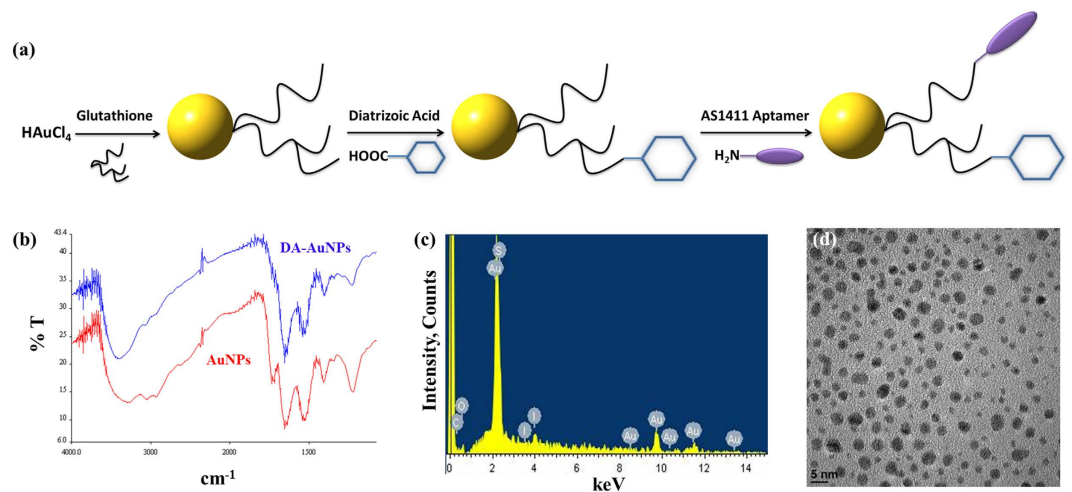 (a)
Glutathione
HAuCl4
Diatrizoic Acid
HOOC
AS1411 Aptamer
H2N
(b)
43.4
40
35
30
25
20
15
10
6.0
% T
DA-AuNPs
AuNPs
4000.0 3000 2000 1500
cm-1
(c)
Intensity, Counts
S
Au
O
C
I
I
Au
Au
Au
Au
Au
0 2 4 6 8 10 12 14
keV
(d)
5 nm